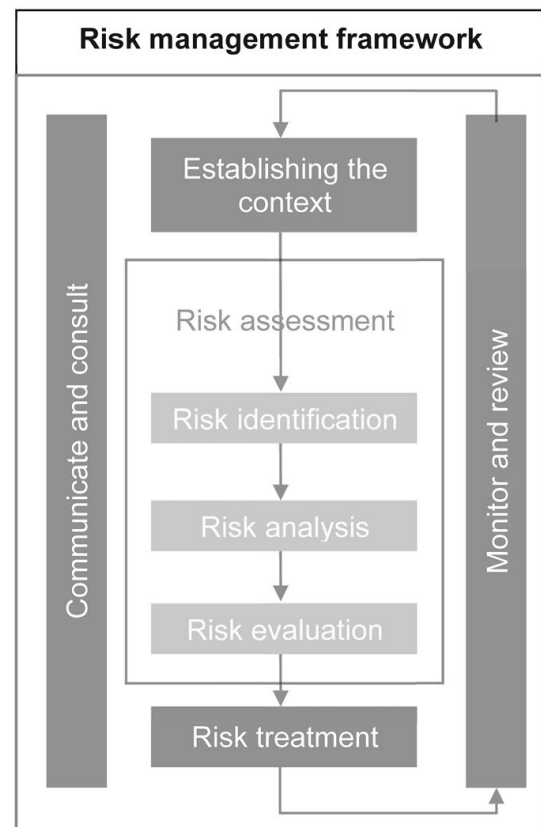 Risk management framework
Establishing the
context
Communicate and consult
Risk assessment
Risk identification
Risk analysis
Risk evaluation
Risk treatment
Monitor and review